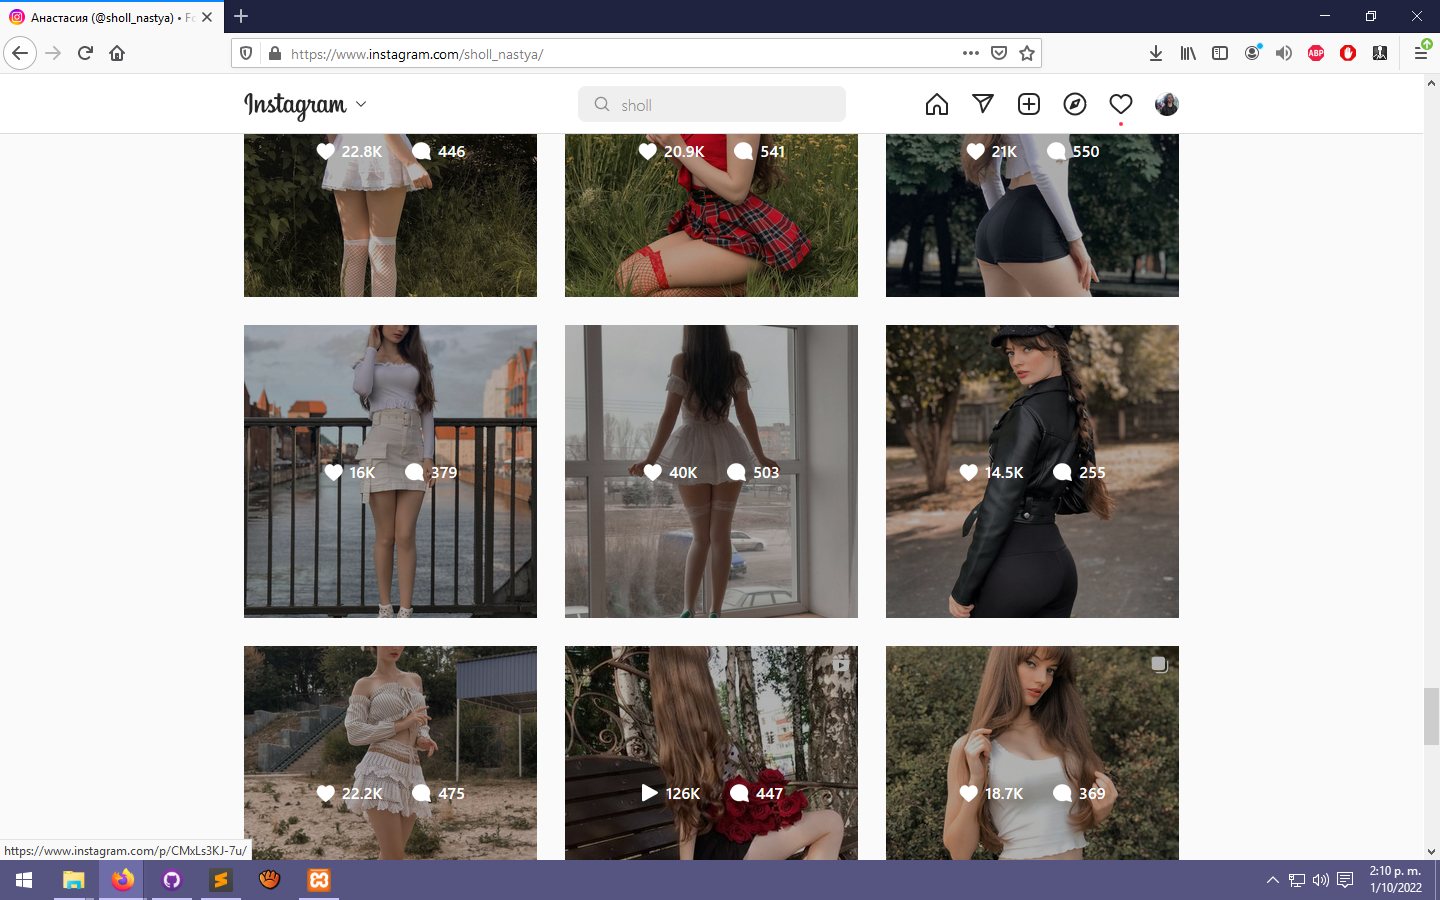 Анастасия (@sholl_nastya) • Fo
https://www.instagram.com/sholl_nastya/
ABP
Instagram
sholl
22.8K 446
20.9K 541
21K 550
16K 379
40K 503
14.5K 255
22.2K 475
126K 447
18.7K 369
https://www.instagram.com/p/CMxLs3KJ-7u/
2:10 p. m.
1/10/2022